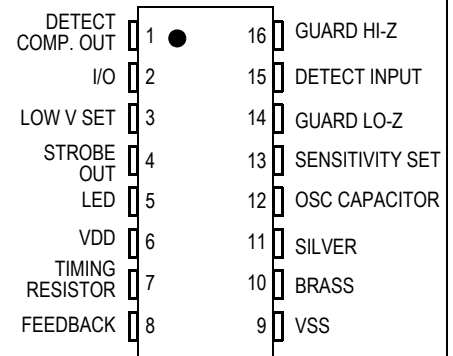 DETECT
COMP. OUT
1
16
GUARD HI-Z
I/O
2
15
DETECT INPUT
LOW V SET
3
14
GUARD LO-Z
STROBE
OUT
4
13
SENSITIVITY SET
LED
5
12
OSC CAPACITOR
VDD
6
11
SILVER
TIMING
RESISTOR
7
10
BRASS
FEEDBACK
8
9
VSS